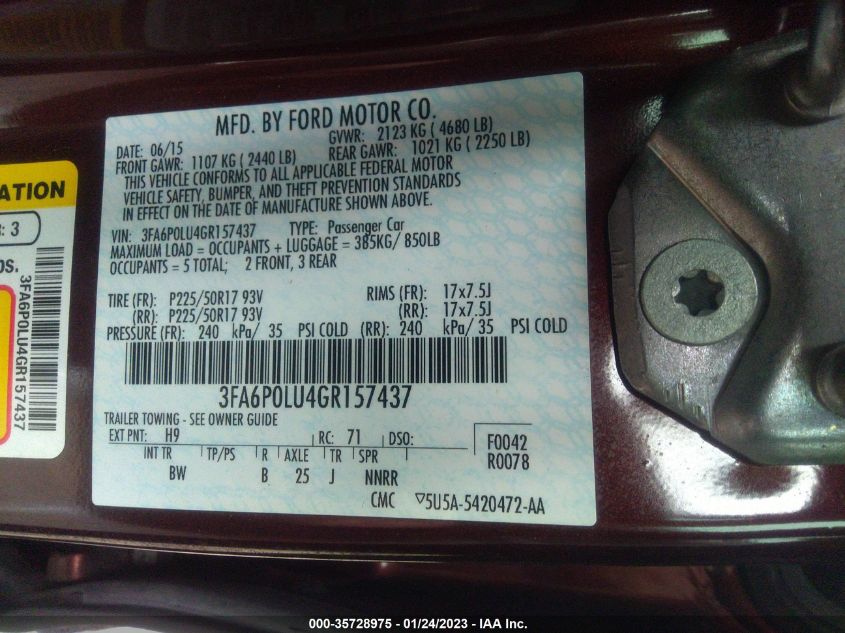 MFD. BY FORD MOTOR CO.
DATE: 06/15 GVWR: 2123 KG ( 4680 LB)
FRONT GAWR: 1107 KG ( 2440 LB) REAR GAWR: 1021 KG ( 2250 LB)
THIS VEHICLE CONFORMS TO ALL APPLICABLE FEDERAL MOTOR
VEHICLE SAFETY, BUMPER, AND THEFT PREVENTION STANDARDS
IN EFFECT ON THE DATE OF MANUFACTURE SHOWN ABOVE.
VIN: 3FA6P0LU4GR157437 TYPE: Passenger Car
MAXIMUM LOAD = OCCUPANTS + LUGGAGE = 385KG/ 850LB
OCCUPANTS = 5 TOTAL; 2 FRONT, 3 REAR
TIRE (FR): P225/50R17 93V RIMS (FR): 17x7.5J
(RR): P225/50R17 93V (RR): 17x7.5J
PRESSURE (FR): 240 kPa/ 35 PSI COLD (RR): 240 kPa/ 35 PSI COLD
3FA6P0LU4GR157437
TRAILER TOWING - SEE OWNER GUIDE
EXT PNT: H9 RC: 71 DSO: F0042
INT TR TP/PS R AXLE TR SPR R0078
BW B 25 J NNRR
CMC ▽5U5A-5420472-AA
ATION
: 3
os.
3FA6P0LU4GR157437
000-35728975 - 01/24/2023 - IAA Inc.